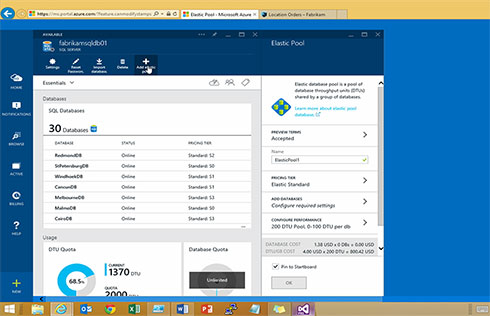 https://ms.portal.azure.com/?feature.canmodifystamps
Elastic Pool - Microsoft Azure
Location Orders - Fabrikam
AVAILABLE
fabrikamsqldb01
SQL SERVER
Settings
Reset Password
Import database
Delete
Add elastic pool
Essentials
Databases
SQL Databases
30 Databases
DATABASE STATUS PRICING TIER
RedmondDB Online Standard: S2
StPetersburgDB Online Standard: S0
WindhoekDB Online Standard: S1
CancunDB Online Standard: S1
MelbourneDB Online Standard: S3
MalmoDB Online Standard: S0
CairoDB Online Standard: S3
Usage
DTU Quota
68.5%
CURRENT
1370 DTU
QUOTA
2000
Database Quota
Unlimited
HOME
NOTIFICATIONS
BROWSE
ACTIVE
BILLING
HELP
NEW
Elastic Pool
Elastic database pool is a pool of
database throughput units (DTUs)
shared by a group of databases.
Learn more about elastic pool
database.
PREVIEW TERMS
Accepted
Name
ElasticPool1
PRICING TIER
Elastic Standard
ADD DATABASES
Configure required settings
CONFIGURE PERFORMANCE
200 DTU Pool, 0-100 DTU per db
DATABASE COST 1.38 USD x 0 DBs = 0.00 USD
4.00 USD x 200 = 800.42 USD
Pin to Startboard
OK